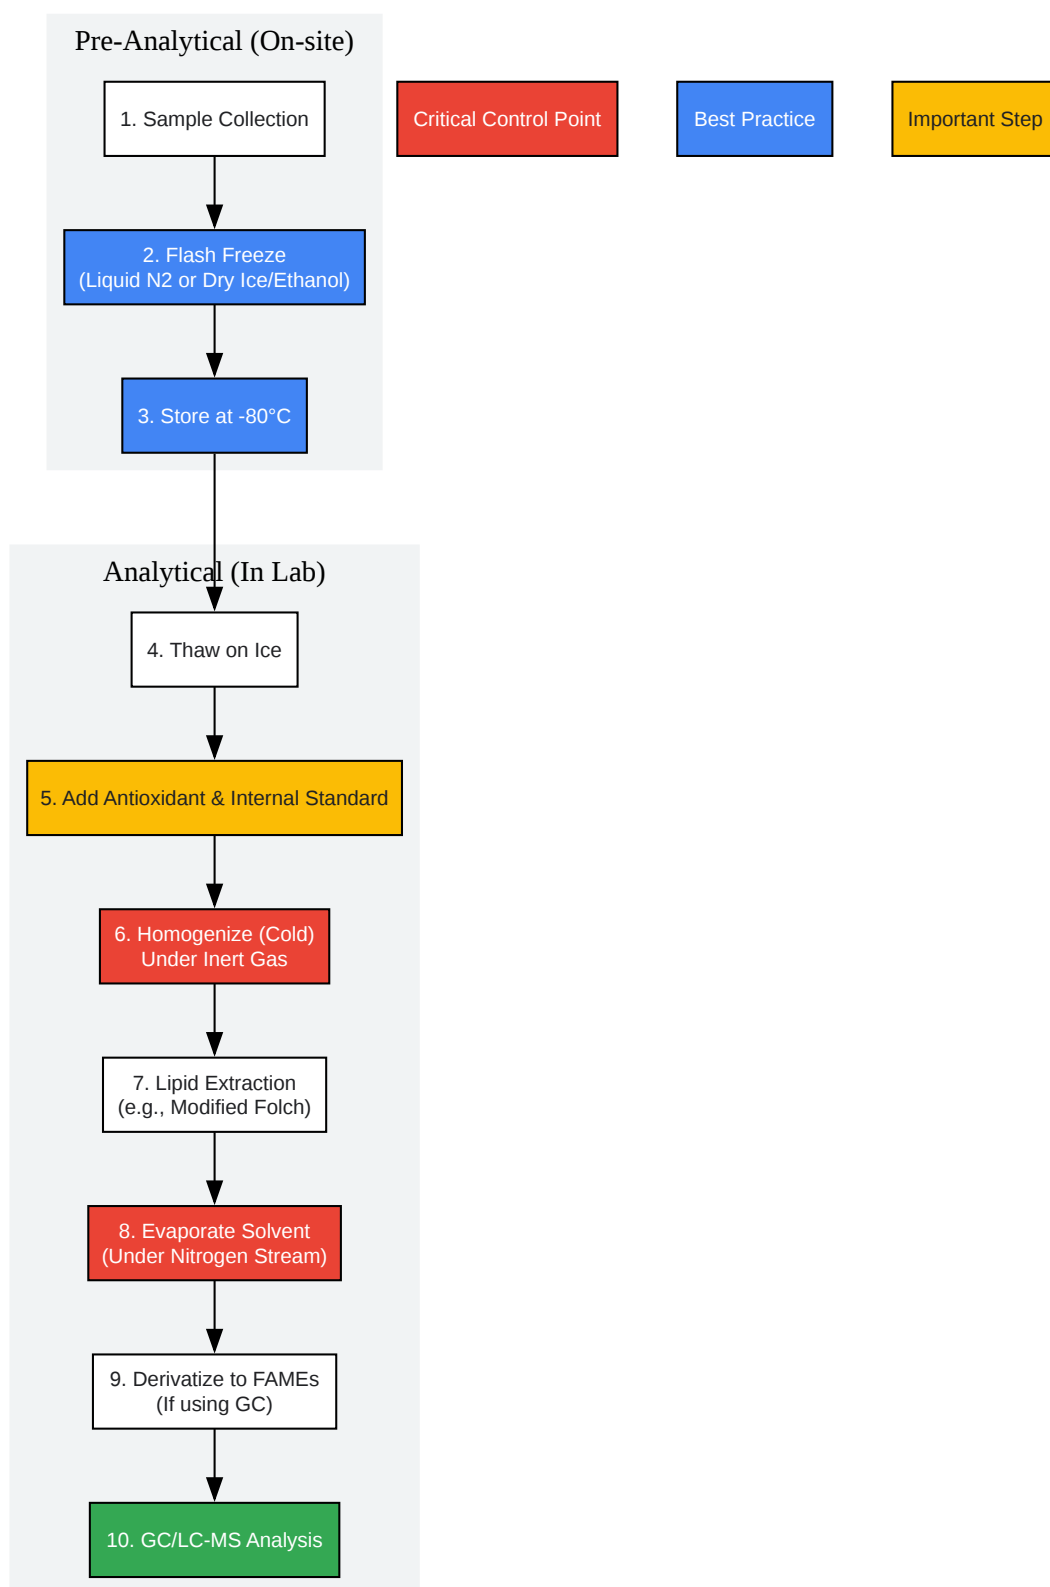 Pre-Analytical (On-site)
1. Sample Collection
Critical Control Point
Best Practice
Important Step
2. Flash Freeze
(Liquid N2 or Dry Ice/Ethanol)
3. Store at -80°C
Analytical (In Lab)
4. Thaw on Ice
5. Add Antioxidant & Internal Standard
6. Homogenize (Cold)
Under Inert Gas
7. Lipid Extraction
(e.g., Modified Folch)
8. Evaporate Solvent
(Under Nitrogen Stream)
9. Derivatize to FAMEs
(If using GC)
10. GC/LC-MS Analysis